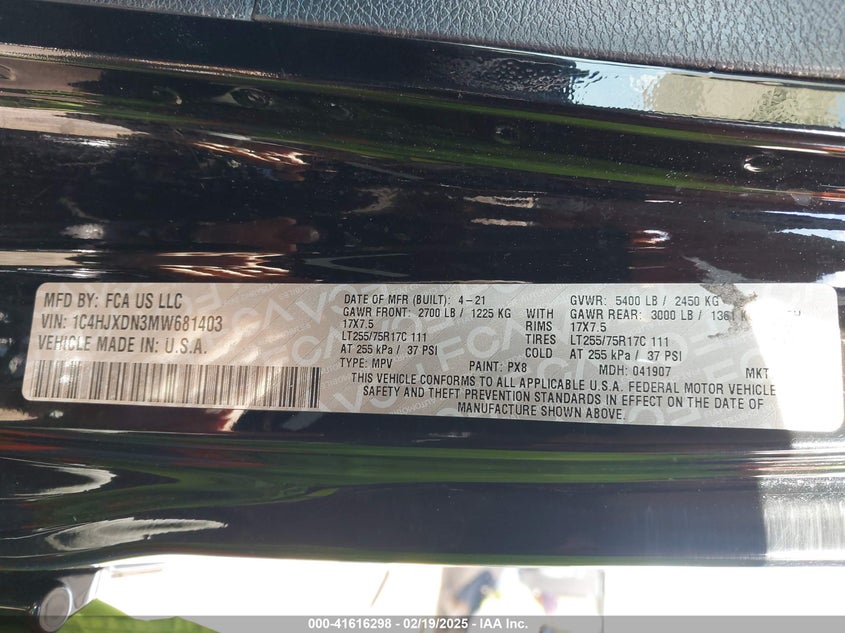 MFD BY: FCA US LLC
VIN: 1C4HJXDN3MW681403
VEHICLE MADE IN: U.S.A.
DATE OF MFR (BUILT): 4-21 GVWR: 5400 LB / 2450 KG
GAWR FRONT: 2700 LB / 1225 KG WITH GAWR REAR: 3000 LB / 1361
17X7.5 RIMS 17X7.5
LT255/75R17C 111 TIRES LT255/75R17C 111
AT 255 kPa / 37 PSI COLD AT 255 kPa / 37 PSI
TYPE: MPV PAINT: PX8 MDH: 041907 MKT
THIS VEHICLE CONFORMS TO ALL APPLICABLE U.S.A. FEDERAL MOTOR VEHICLE
SAFETY AND THEFT PREVENTION STANDARDS IN EFFECT ON THE DATE OF
MANUFACTURE SHOWN ABOVE.
000-41616298 - 02/19/2025 - IAA Inc.